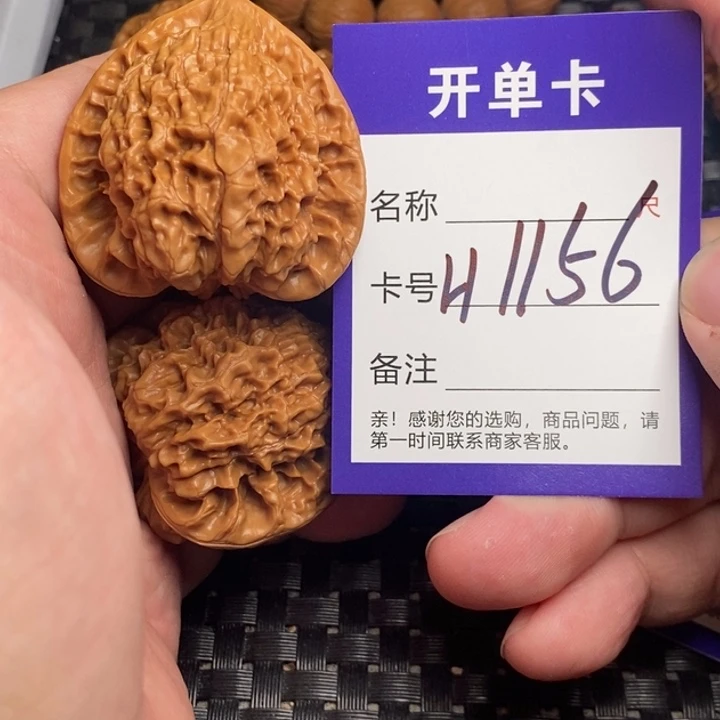 开单卡
名称
尺
卡号 H1156
备注
亲！感谢您的选购，商品问题，请
第一时间联系商家客服。